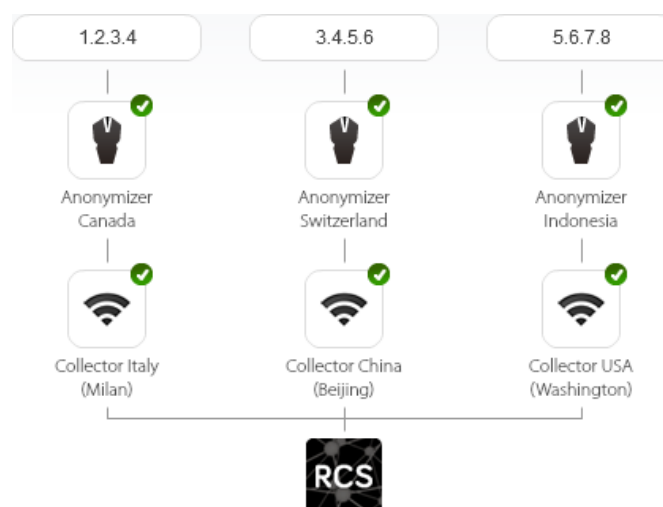 1.2.3.4
3.4.5.6
5.6.7.8
Anonymizer
Canada
Anonymizer
Switzerland
Anonymizer
Indonesia
Collector Italy
(Milan)
Collector China
(Beijing)
Collector USA
(Washington)
RCS